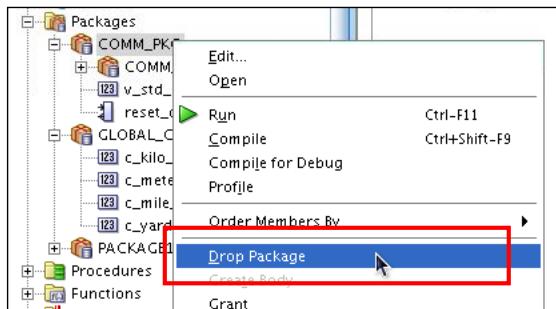 Packages
COMM_PKG
COMM_
v_std_
reset_
GLOBAL_C
c_kilo_
c_mete
c_mile_
c_yard
PACKAGE1
Procedures
Functions
Edit...
Open
Run Ctrl-F11
Compile Ctrl+Shift-F9
Compile for Debug
Profile
Order Members By
Drop Package
Create Body
Grant